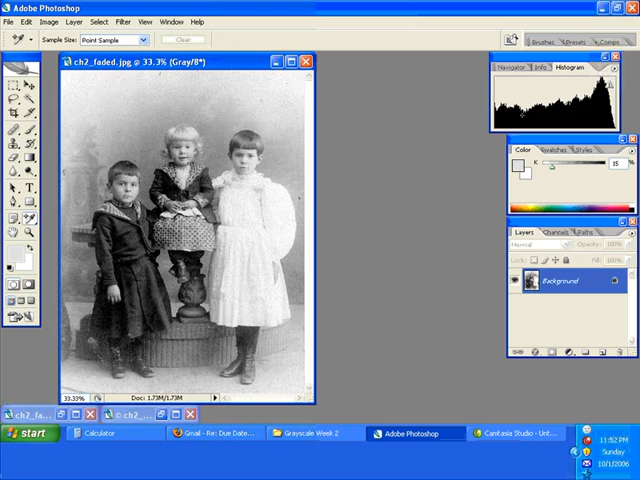 Adobe Photoshop
File Edit Image Layer Select Filter View Window Help
Sample Size: Point Sample Clear Brushes Presets Comps
ch2_faded.jpg @ 33.3% (Gray/8*)
Navigator Info Histogram
Color Swatches Styles
K 15 %
Layers Channels Paths
Normal Opacity: 100%
Lock: Fill: 100%
Background
33.33% Doc: 1.73M/1.73M
ch2_fa... © ch2_...
start Calculator Gmail - Re: Due Date... Grayscale Week 2 Adobe Photoshop Camtasia Studio - Unt...
11:52 PM
Sunday
10/1/2006